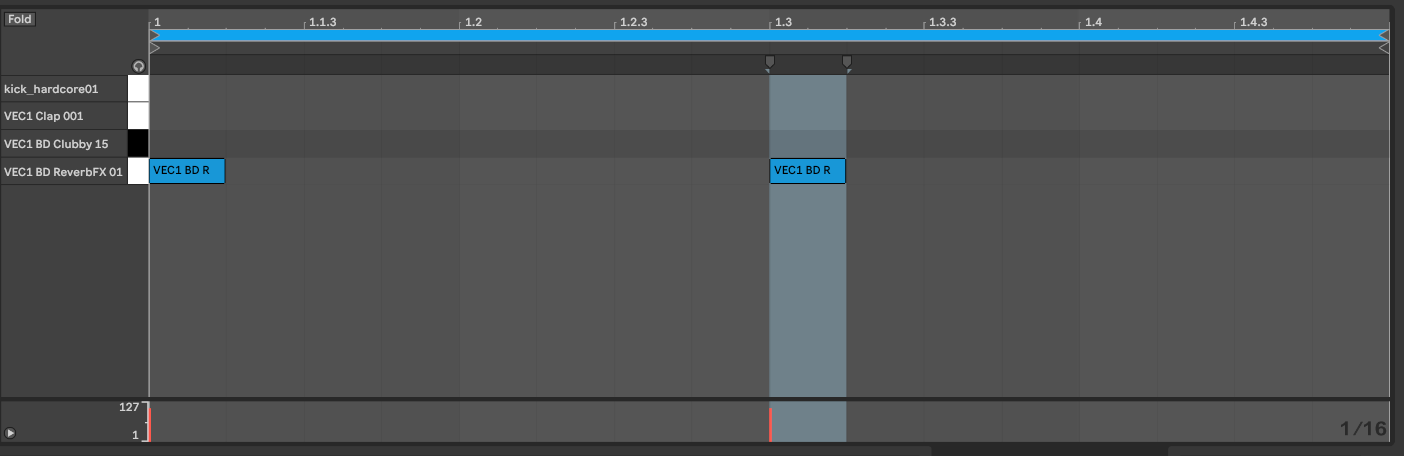 Fold
1 1.1.3 1.2 1.2.3 1.3 1.3.3 1.4 1.4.3
kick_hardcore01
VEC1 Clap 001
VEC1 BD Clubby 15
VEC1 BD ReverbFX 01 VEC1 BD R VEC1 BD R
127
1
1/16